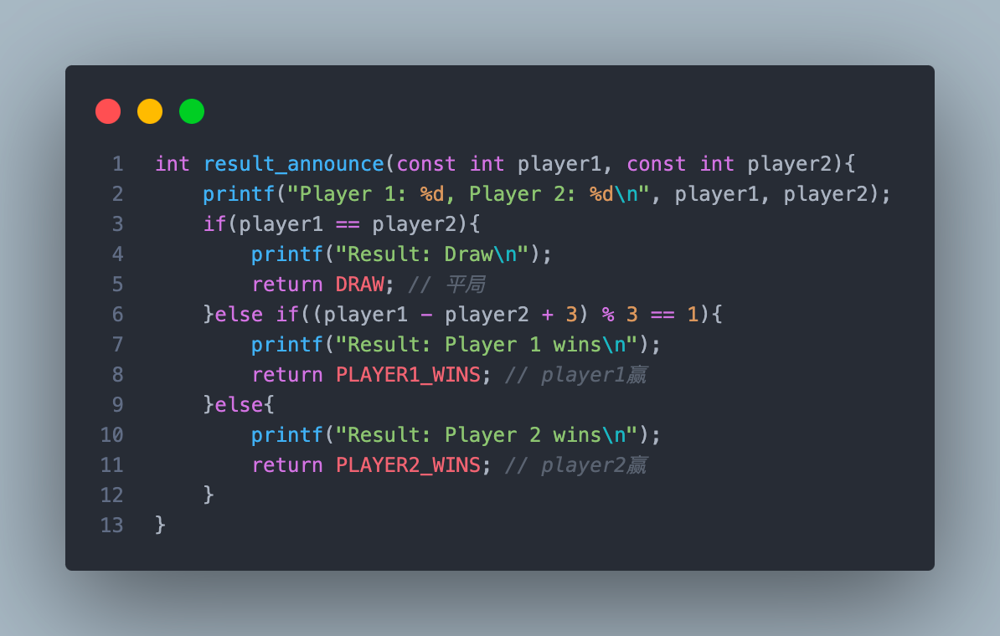 1 int result_announce(const int player1, const int player2){
2     printf("Player 1: %d, Player 2: %d\n", player1, player2);
3     if(player1 == player2){
4         printf("Result: Draw\n");
5         return DRAW; // 平局
6     }else if((player1 - player2 + 3) % 3 == 1){
7         printf("Result: Player 1 wins\n");
8         return PLAYER1_WINS; // player1赢
9     }else{
10         printf("Result: Player 2 wins\n");
11         return PLAYER2_WINS; // player2赢
12     }
13 }